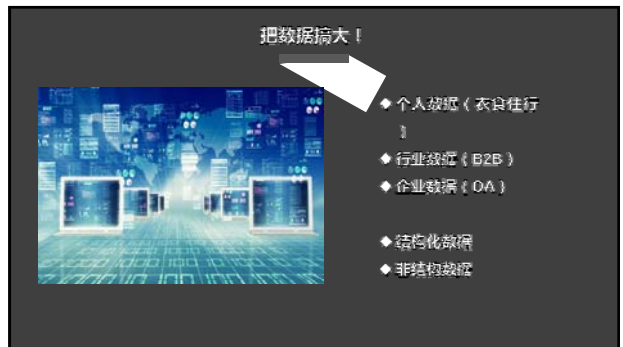 把数据搞大！
◆个人数据（衣食住行
）
◆行业数据（B2B）
◆企业数据（OA）
◆结构化数据
◆非结构数据